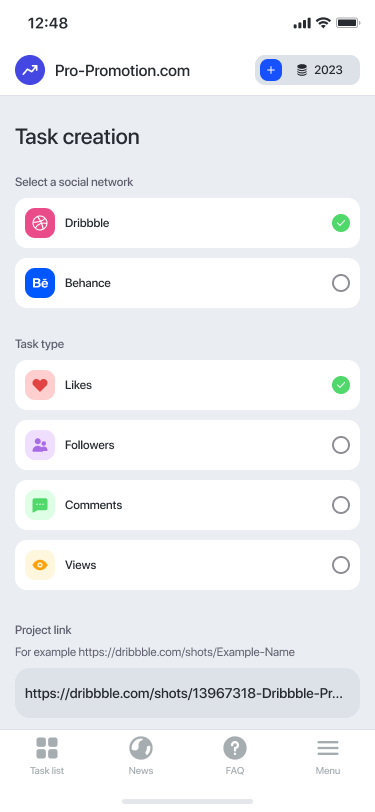 12:48
Pro-Promotion.com
2023
Task creation
Select a social network
Dribbble
Bē
Behance
Task type
Likes
Followers
Comments
Views
Project link
For example https://dribbble.com/shots/Example-Name
https://dribbble.com/shots/13967318-Dribbble-Pr...
Task list
News
FAQ
Menu